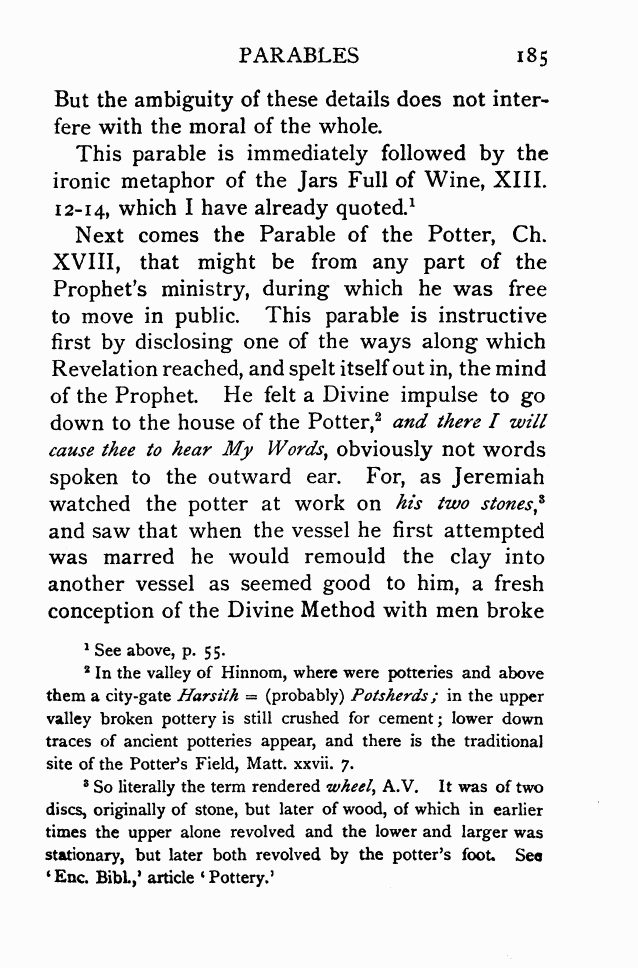 PARABLES 185
But the ambiguity of these details does not inter-
fere with the moral of the whole.
This parable is immediately followed by the
ironic metaphor of the Jars Full of Wine, XIII.
12-14, which I have already quoted.¹
Next comes the Parable of the Potter, Ch.
XVIII, that might be from any part of the
Prophet's ministry, during which he was free
to move in public. This parable is instructive
first by disclosing one of the ways along which
Revelation reached, and spelt itself out in, the mind
of the Prophet. He felt a Divine impulse to go
down to the house of the Potter,² and there I will
cause thee to hear My Words, obviously not words
spoken to the outward ear. For, as Jeremiah
watched the potter at work on his two stones,³
and saw that when the vessel he first attempted
was marred he would remould the clay into
another vessel as seemed good to him, a fresh
conception of the Divine Method with men broke
¹ See above, p. 55.
² In the valley of Hinnom, where were potteries and above
them a city-gate Harsith = (probably) Potsherds; in the upper
valley broken pottery is still crushed for cement; lower down
traces of ancient potteries appear, and there is the traditional
site of the Potter's Field, Matt. xxvii. 7.
³ So literally the term rendered wheel, A.V. It was of two
discs, originally of stone, but later of wood, of which in earlier
times the upper alone revolved and the lower and larger was
stationary, but later both revolved by the potter's foot. See
'Enc. Bibl.,' article 'Pottery.'